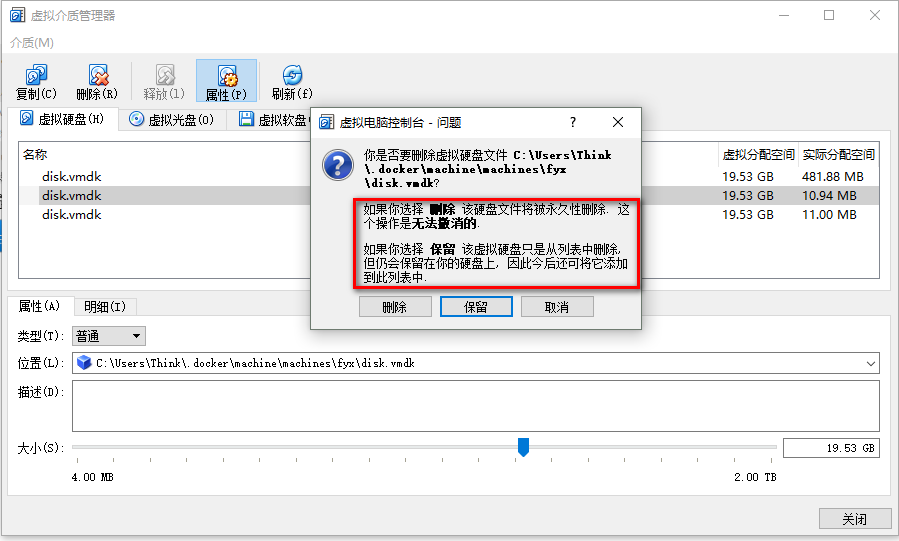 虚拟介质管理器
介质(M)
复制(C) 删除(R) 释放(l) 属性(P) 刷新(f)
虚拟硬盘(H) 虚拟光盘(O) 虚拟软盘
名称 虚拟分配空间 实际分配空间
disk.vmdk 19.53 GB 481.88 MB
disk.vmdk 19.53 GB 10.94 MB
disk.vmdk 19.53 GB 11.00 MB
虚拟电脑控制台 - 问题
你是否要删除虚拟硬盘文件 C:\Users\Think
\.docker\machine\machines\fyx
\disk.vmdk?
如果你选择 删除 该硬盘文件将被永久性删除. 这
个操作是无法撤消的.
如果你选择 保留 该虚拟硬盘只是从列表中删除,
但仍会保留在你的硬盘上, 因此今后还可将它添加
到此列表中.
删除 保留 取消
属性(A) 明细(I)
类型(T): 普通
位置(L): C:\Users\Think\.docker\machine\machines\fyx\disk.vmdk
描述(D):
大小(S): 19.53 GB
4.00 MB 2.00 TB
关闭